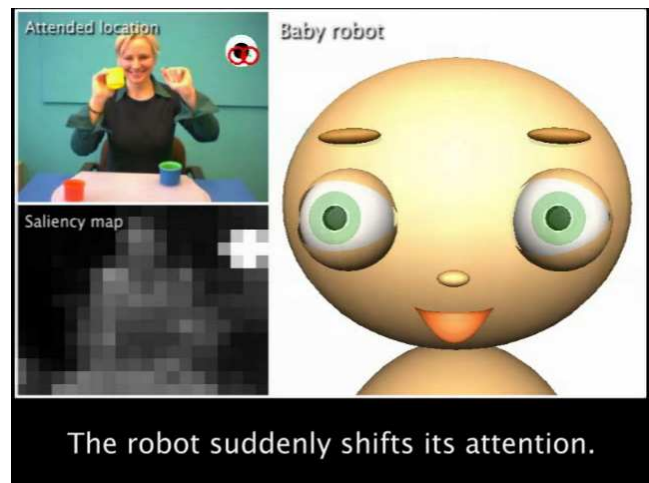 Attended location
Baby robot
Saliency map
The robot suddenly shifts its attention.